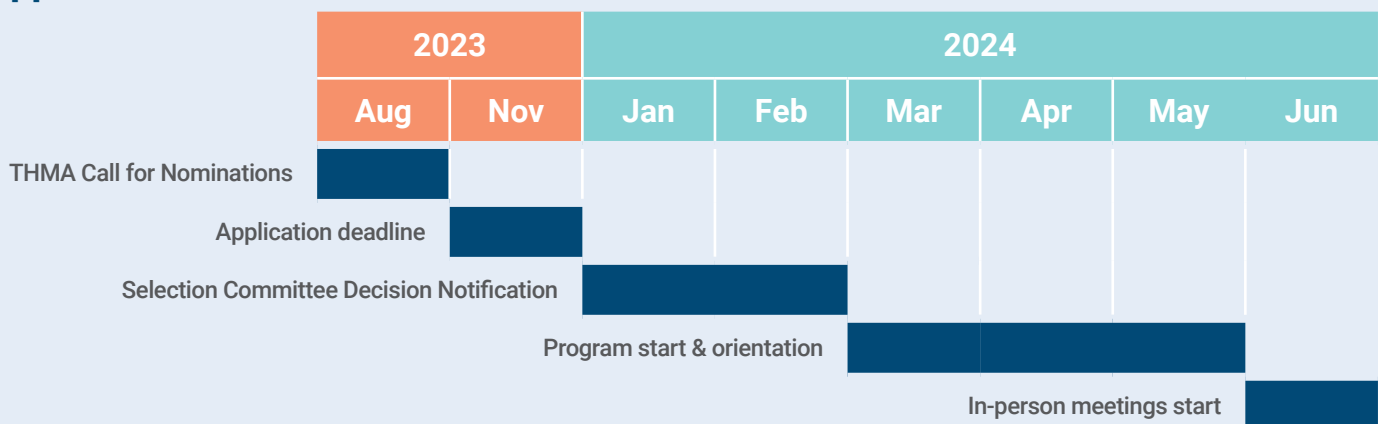 2023 2024
Aug Nov Jan Feb Mar Apr May Jun
THMA Call for Nominations
Application deadline
Selection Committee Decision Notification
Program start & orientation
In-person meetings start